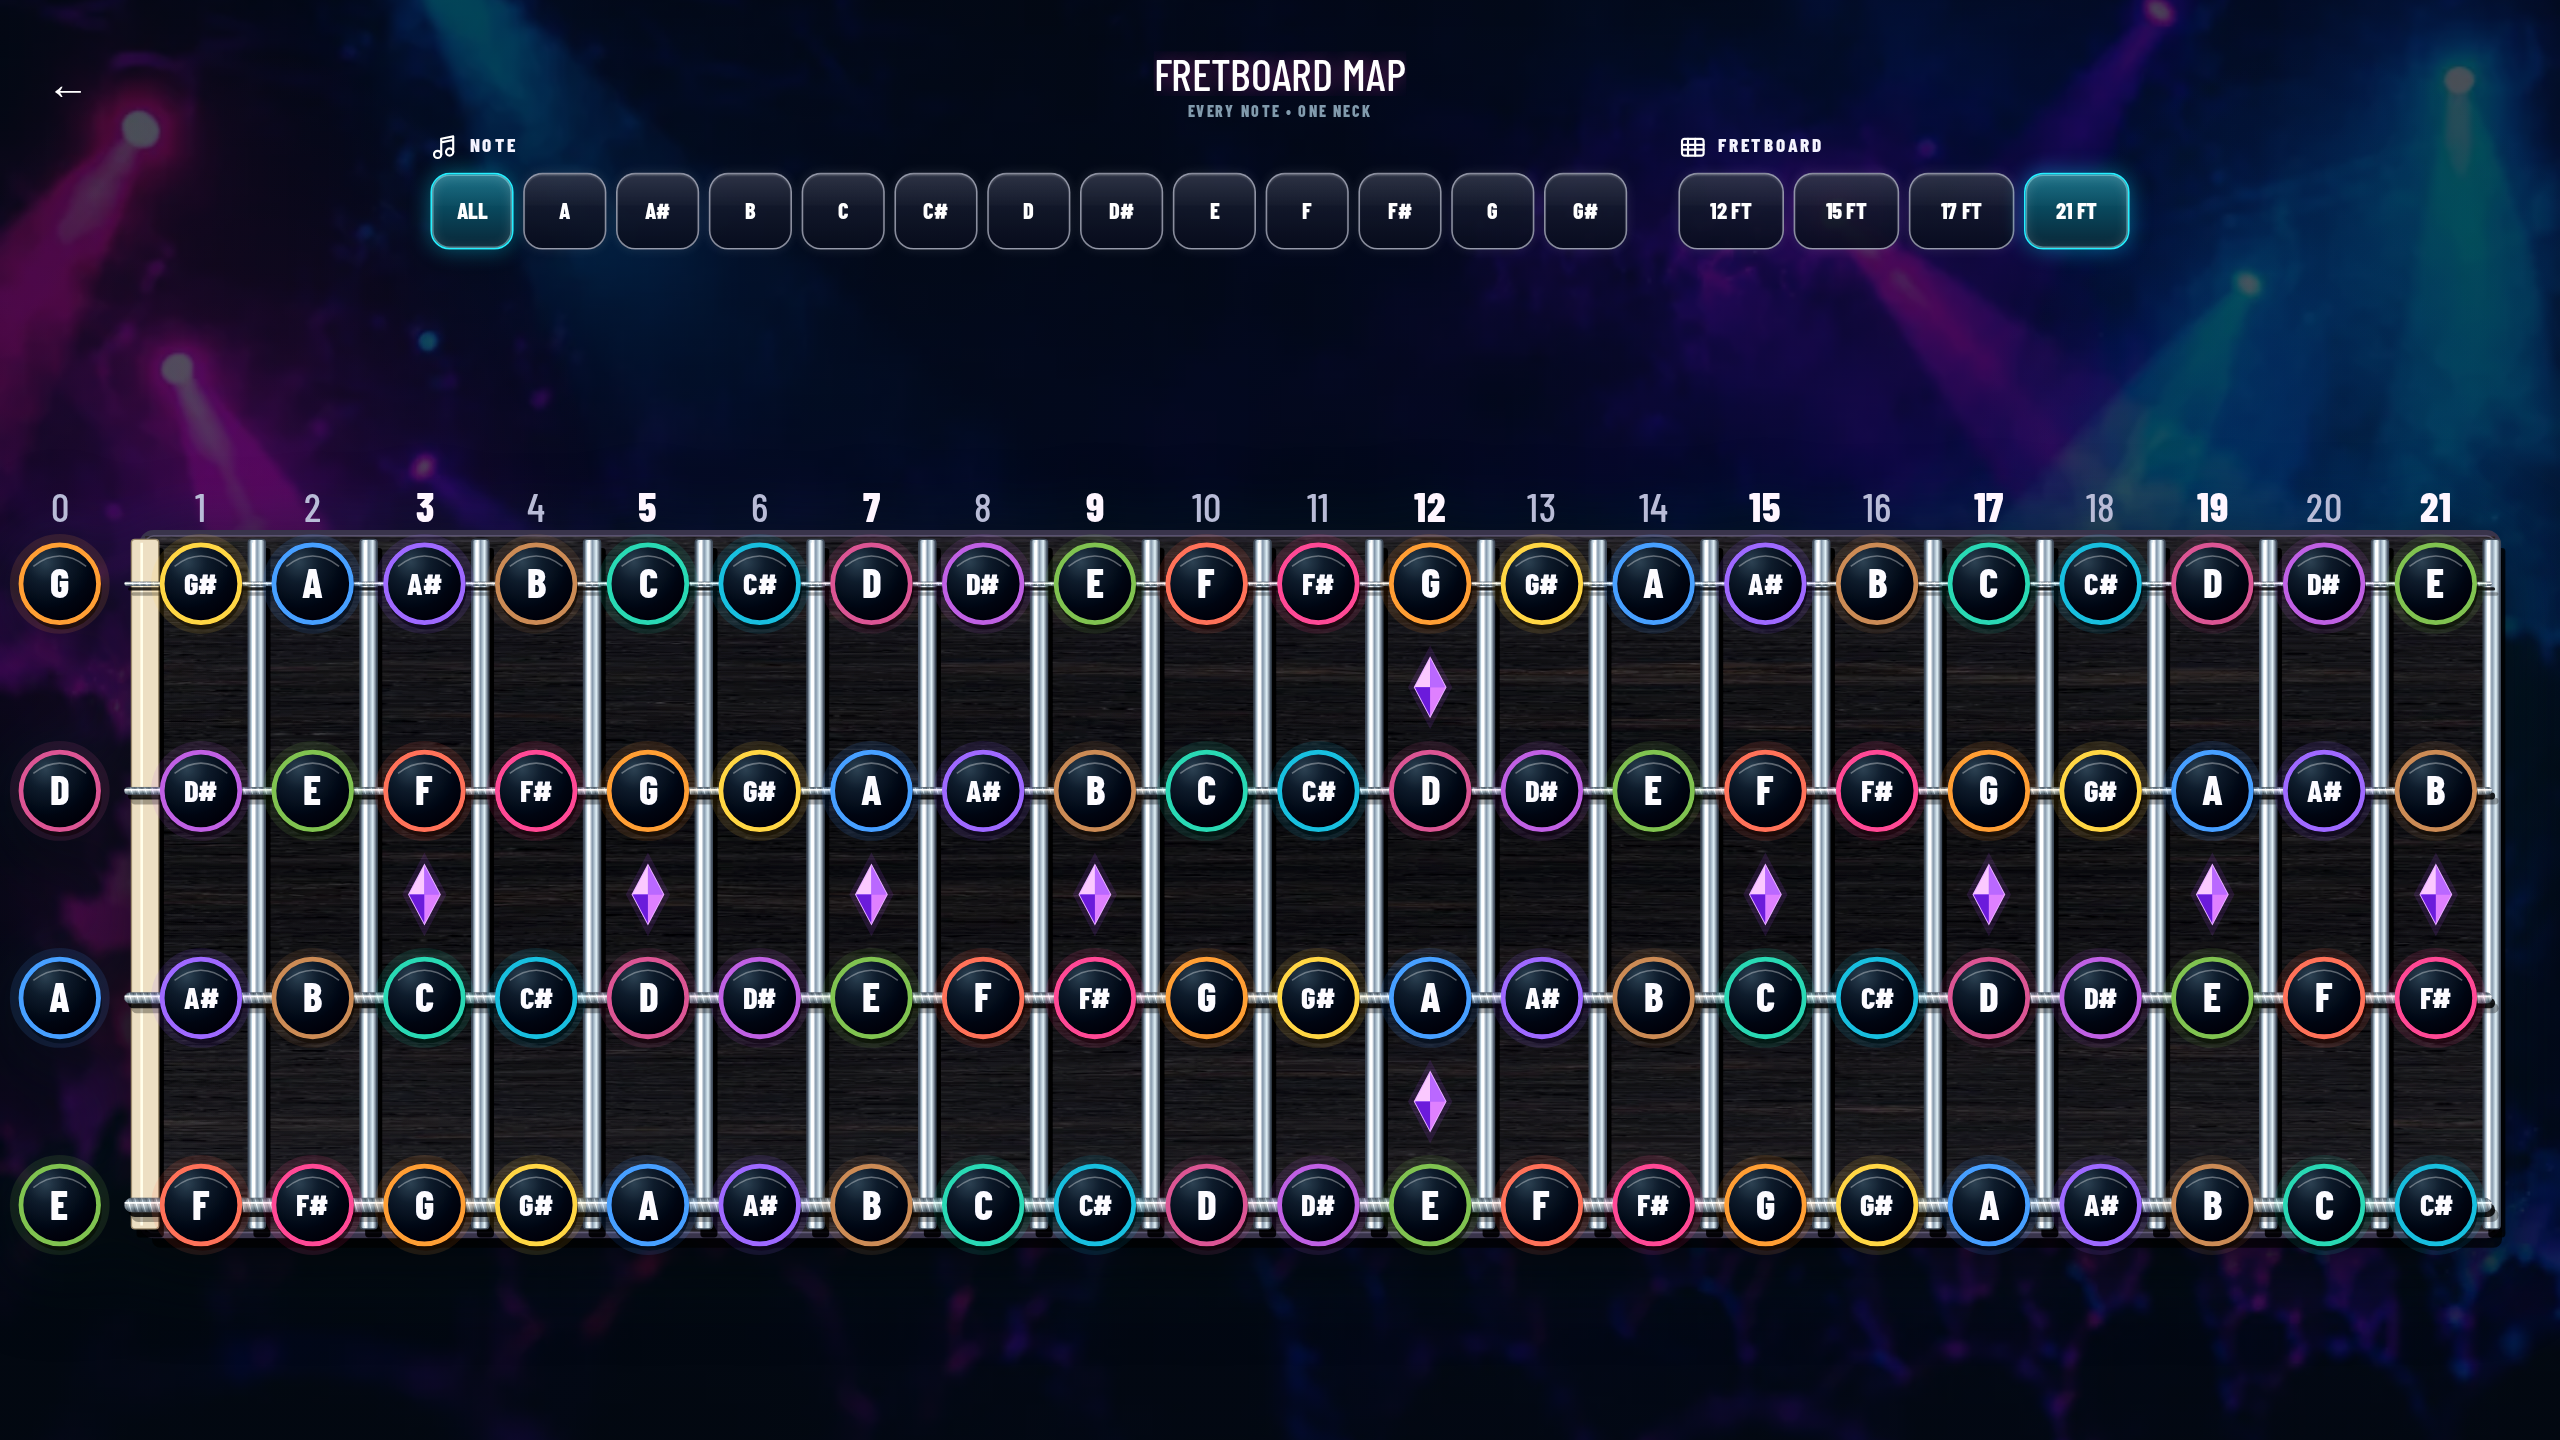 ←
FRETBOARD MAP
EVERY NOTE • ONE NECK
NOTE
ALL A A# B C C# D D# E F F# G G#
FRETBOARD
12 FT 15 FT 17 FT 21 FT
0 1 2 3 4 5 6 7 8 9 10 11 12 13 14 15 16 17 18 19 20 21
G G# A A# B C C# D D# E F F# G G# A A# B C C# D D# E
D D# E F F# G G# A A# B C C# D D# E F F# G G# A A# B
A A# B C C# D D# E F F# G G# A A# B C C# D D# E F F#
E F F# G G# A A# B C C# D D# E F F# G G# A A# B C C#